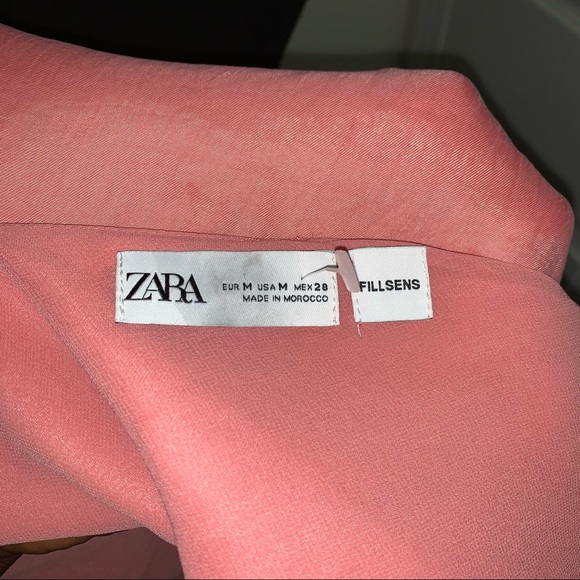 ZARA
EUR M USA M MEX 28
MADE IN MOROCCO
FILLSENS